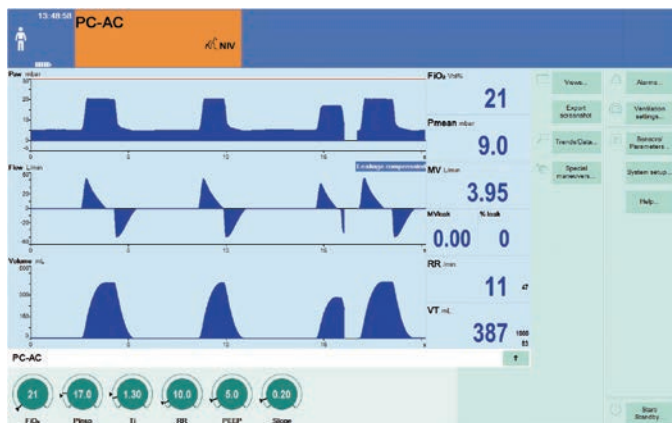 13:48:58
PC-AC
NIV
Paw mbar
FiO₂ Vol%
21
Views...
Alarms...
Export screenshot
Ventilation settings...
Pmean mbar
9.0
Trends/Data...
Sensors/ Parameters...
Flow L/min
Leakage compensation
MV L/min
3.95
Special maneuvers...
System setup...
Help...
MVleak
% leak
0.00
0
Volume mL
RR /min
11
VT mL
387
PC-AC
21
17.0
1.30
10.0
5.0
0.20
FiO₂
Pinsp
Ti
RR
PEEP
Slope
Start Standby...